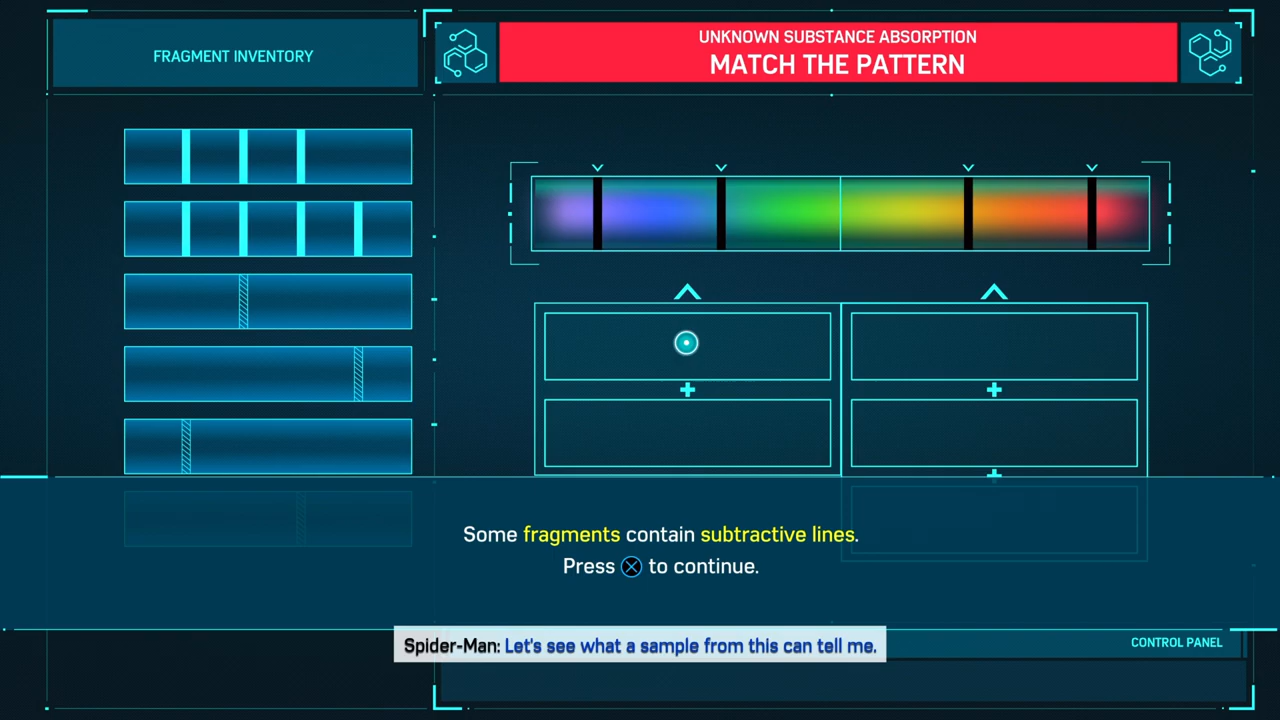 FRAGMENT INVENTORY
UNKNOWN SUBSTANCE ABSORPTION
MATCH THE PATTERN
Some fragments contain subtractive lines.
Press to continue.
Spider-Man: Let's see what a sample from this can tell me.
CONTROL PANEL